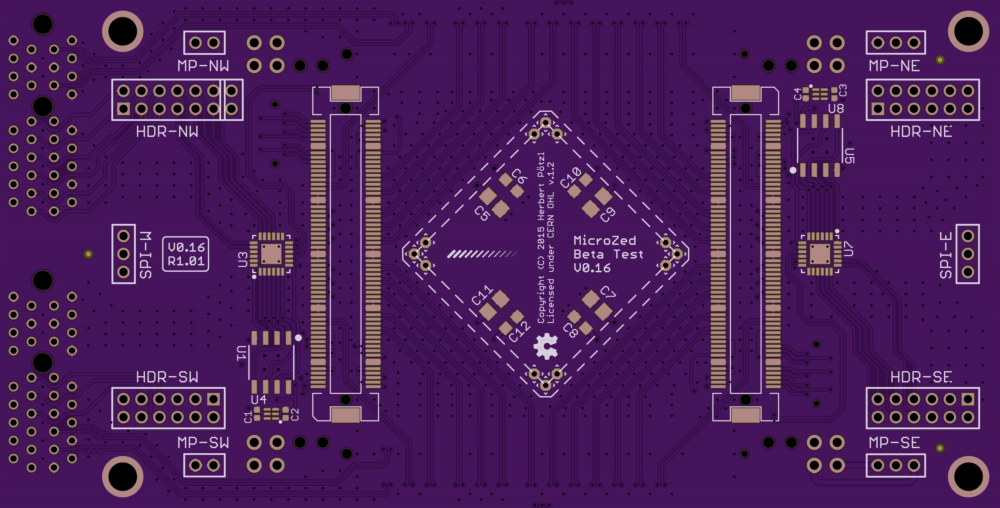 MP-NW
MP-NE
HDR-NW
HDR-NE
C4
C3
U8
U5
C6
C5
C10
C9
Copyright (C) 2015 Herbert Pötzl
Licensed under CERN OHL v.1.2
SPI-M
V0.16
R1.01
U3
MicroZed
Beta Test
V0.16
U7
SPI-E
C11
C12
C7
C8
U1
HDR-SW
HDR-SE
U4
C1
C2
MP-SW
MP-SE